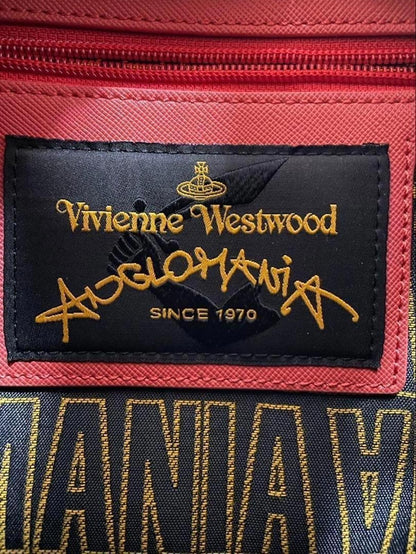 Vivienne Westwood
ANGLOMANIA
SINCE 1970
MANIA A